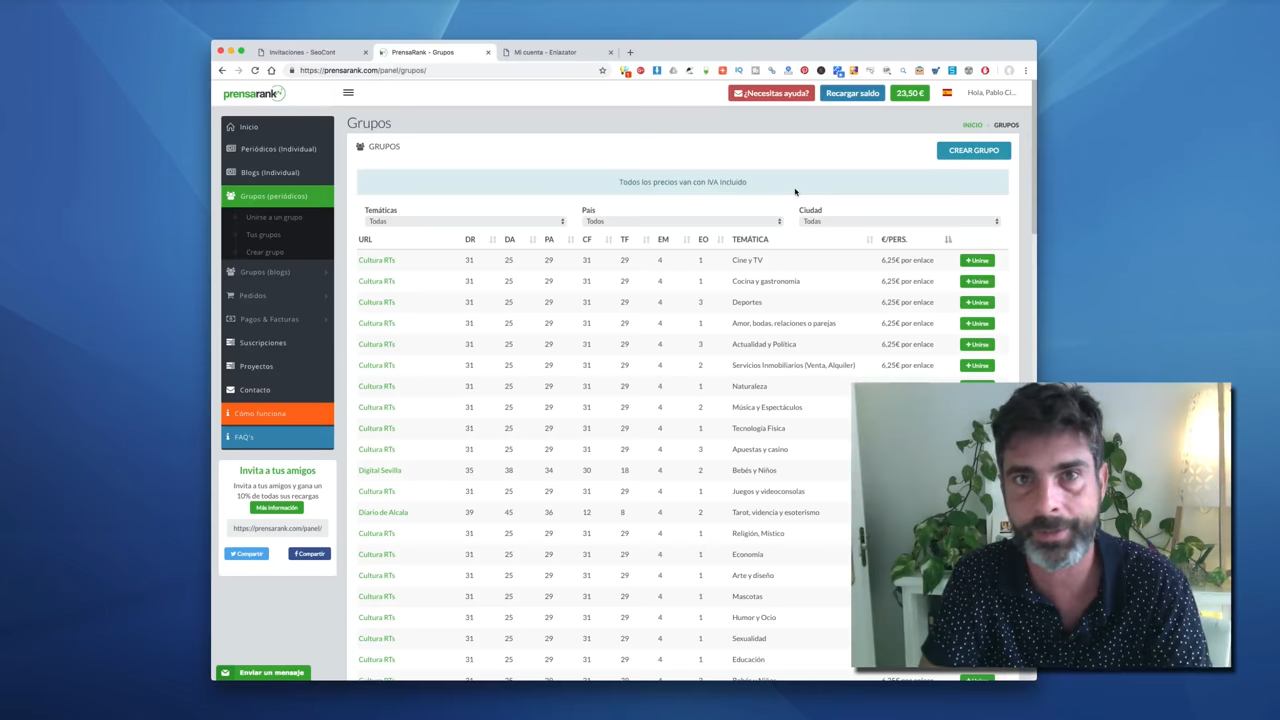 Invitaciones - SeoCont
PrensaRank - Grupos
Mi cuenta - Enlazator
https://prensarank.com/panel/grupos/
prensarank
¿Necesitas ayuda?
Recargar saldo
23,50 €
Hola, Pablo Ci...
Inicio
Periódicos (Individual)
Blogs (Individual)
Grupos (periódicos)
Unirse a un grupo
Tus grupos
Crear grupo
Grupos (blogs)
Pedidos
Pagos & Facturas
Suscripciones
Proyectos
Contacto
Cómo funciona
FAQ's
Invita a tus amigos
Invita a tus amigos y gana un
10% de todas sus recargas
Más información
https://prensarank.com/panel/
Compartir
Compartir
Enviar un mensaje
Grupos
INICIO
GRUPOS
GRUPOS
CREAR GRUPO
Todos los precios van con IVA Incluido
Temáticas País Ciudad
Todas Todos Todas
URL DR DA PA CF TF EM EO TEMÁTICA €/PERS.
Cultura RTs 31 25 29 31 29 4 1 Cine y TV 6,25€ por enlace Unirse
Cultura RTs 31 25 29 31 29 4 1 Cocina y gastronomía 6,25€ por enlace Unirse
Cultura RTs 31 25 29 31 29 4 3 Deportes 6,25€ por enlace Unirse
Cultura RTs 31 25 29 31 29 4 1 Amor, bodas, relaciones o parejas 6,25€ por enlace Unirse
Cultura RTs 31 25 29 31 29 4 3 Actualidad y Política 6,25€ por enlace Unirse
Cultura RTs 31 25 29 31 29 4 2 Servicios Inmobiliarios (Venta, Alquiler) 6,25€ por enlace Unirse
Cultura RTs 31 25 29 31 29 4 1 Naturaleza
Cultura RTs 31 25 29 31 29 4 2 Música y Espectáculos
Cultura RTs 31 25 29 31 29 4 1 Tecnología Física
Cultura RTs 31 25 29 31 29 4 3 Apuestas y casino
Digital Sevilla 35 38 34 30 18 4 2 Bebés y Niños
Cultura RTs 31 25 29 31 29 4 1 Juegos y videoconsolas
Diario de Alcala 39 45 36 12 8 4 2 Tarot, videncia y esoterismo
Cultura RTs 31 25 29 31 29 4 1 Religión, Místico
Cultura RTs 31 25 29 31 29 4 1 Economía
Cultura RTs 31 25 29 31 29 4 1 Arte y diseño
Cultura RTs 31 25 29 31 29 4 1 Mascotas
Cultura RTs 31 25 29 31 29 4 1 Humor y Ocio
Cultura RTs 31 25 29 31 29 4 1 Sexualidad
Cultura RTs 31 25 29 31 29 4 1 Educación